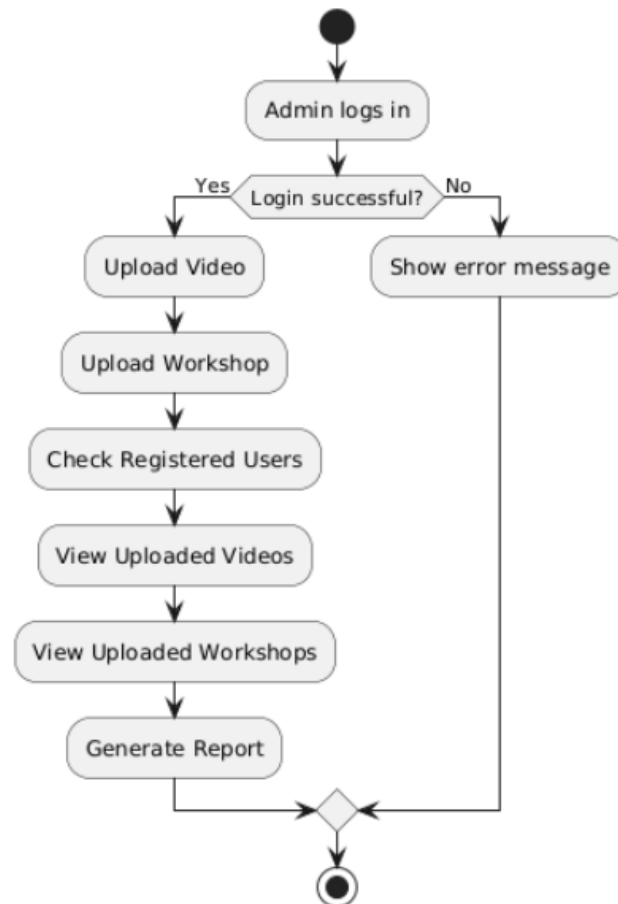 Admin logs in
Yes
Login successful?
No
Upload Video
Show error message
Upload Workshop
Check Registered Users
View Uploaded Videos
View Uploaded Workshops
Generate Report